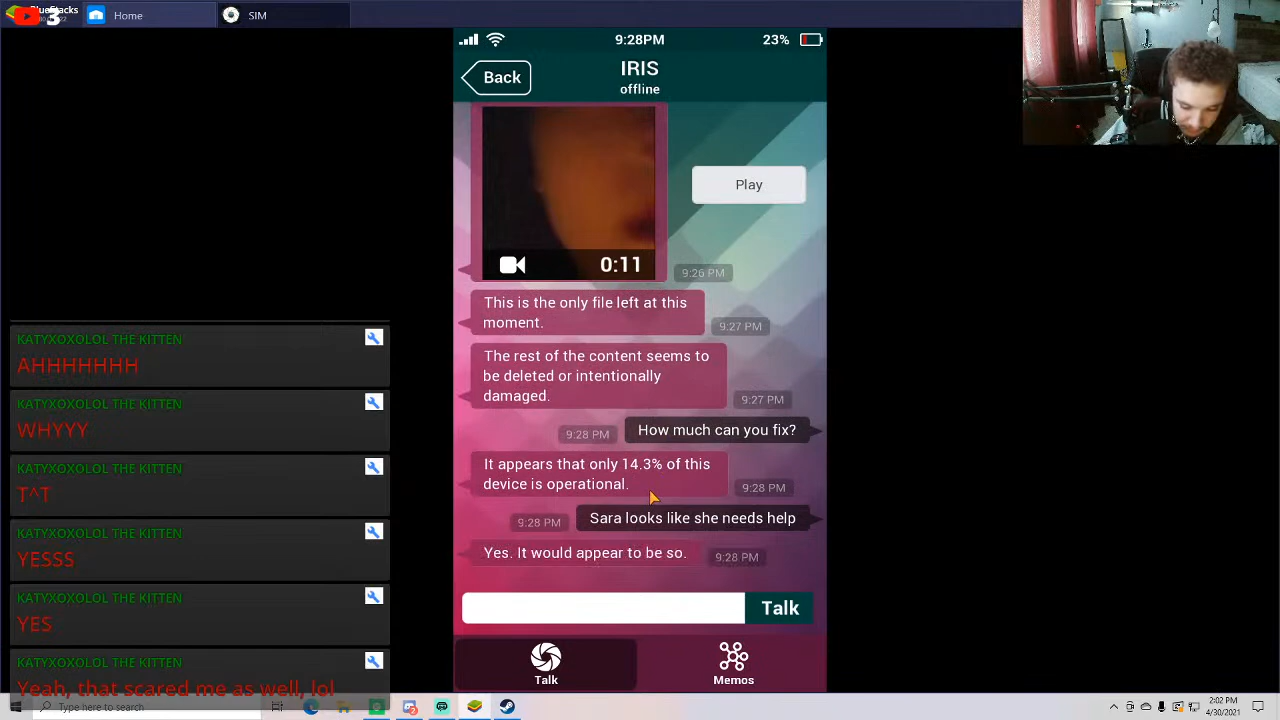 3
Home
SIM
9:28PM
23%
Back
IRIS
offline
Play
0:11
9:26 PM
This is the only file left at this
moment.
9:27 PM
The rest of the content seems to
be deleted or intentionally
damaged.
9:27 PM
How much can you fix?
9:28 PM
It appears that only 14.3% of this
device is operational.
9:28 PM
Sara looks like she needs help
9:28 PM
Yes. It would appear to be so.
9:28 PM
Talk
Talk
Memos
KATYXOXOLOL THE KITTEN
AHHHHHHH
KATYXOXOLOL THE KITTEN
WHYYY
KATYXOXOLOL THE KITTEN
T^T
KATYXOXOLOL THE KITTEN
YESSS
KATYXOXOLOL THE KITTEN
YES
KATYXOXOLOL THE KITTEN
Yeah, that scared me as well, lol
Type here to search
2:02 PM
4/30/2021